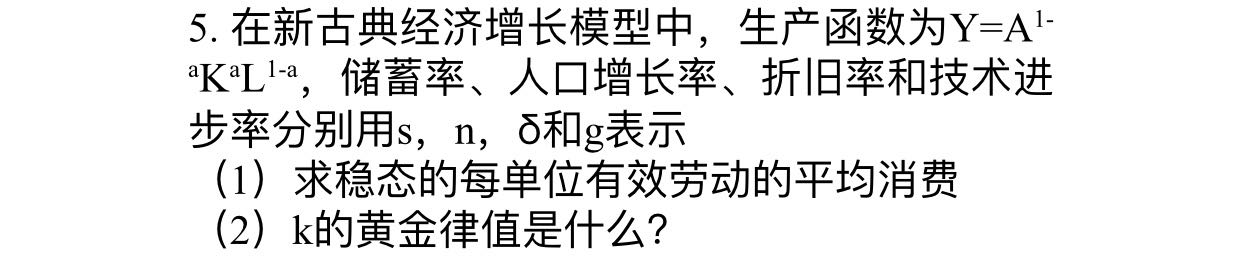 5. 在新古典经济增长模型中，生产函数为Y=A¹⁻
ᵃKᵃL¹⁻ᵃ，储蓄率、人口增长率、折旧率和技术进
步率分别用s，n，δ和g表示
（1）求稳态的每单位有效劳动的平均消费
（2）k的黄金律值是什么？